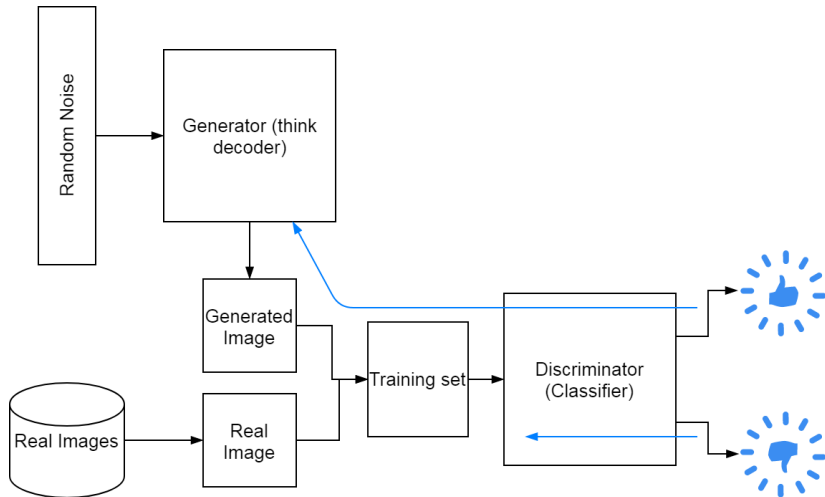 Random Noise
Generator (think
decoder)
Generated
Image
Training set
Discriminator
(Classifier)
Real Images
Real
Image